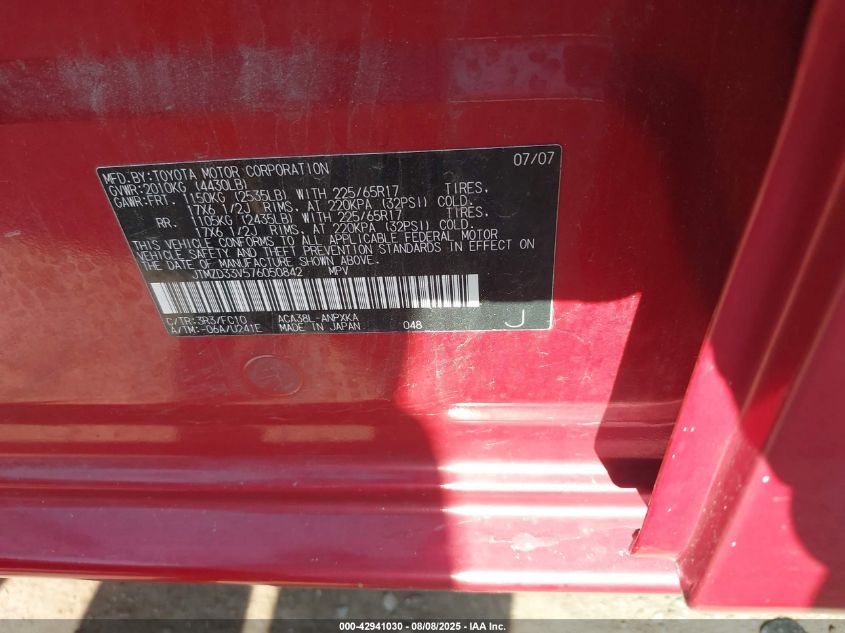 MFD.BY:TOYOTA MOTOR CORPORATION 07/07
GVWR:2010KG (4430LB)
GAWR:FRT. 1150KG (2535LB) WITH 225/65R17 TIRES,
17X6 1/2J RIMS, AT 220KPA (32PSI) COLD.
RR. 1105KG (2435LB) WITH 225/65R17 TIRES,
17X6 1/2J RIMS, AT 220KPA (32PSI) COLD.
THIS VEHICLE CONFORMS TO ALL APPLICABLE FEDERAL MOTOR
VEHICLE SAFETY AND THEFT PREVENTION STANDARDS IN EFFECT ON
THE DATE OF MANUFACTURE SHOWN ABOVE.
JTMZD33V576050842 MPV
C/TR:3R3/FC10 ACA38L-ANPXKA
A/TM:-06A/U241E MADE IN JAPAN 048 J
000-42941030 - 08/08/2025 - IAA Inc.